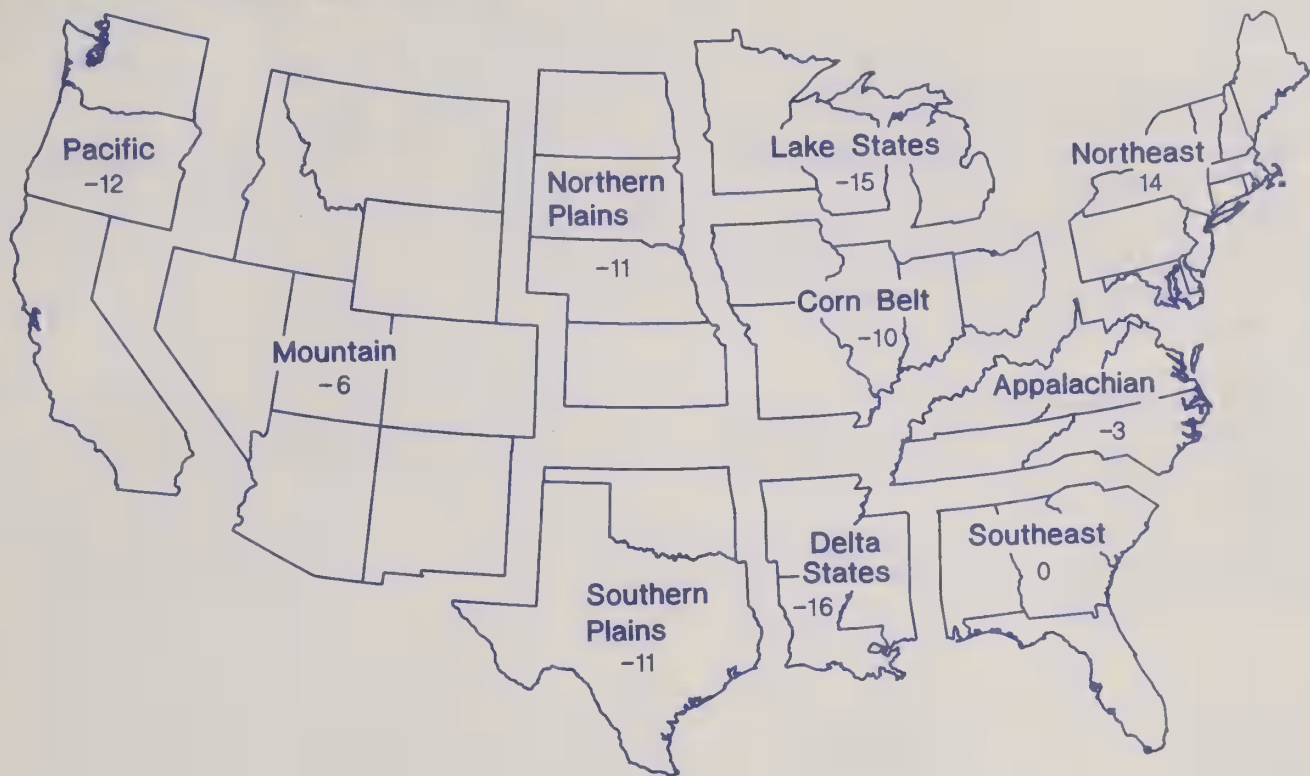 Pacific
-12
Mountain
-6
Northern
Plains
-11
Southern
Plains
-11
Lake States
-15
Corn Belt
-10
Delta
States
-16
Northeast
14
Appalachian
-3
Southeast
0